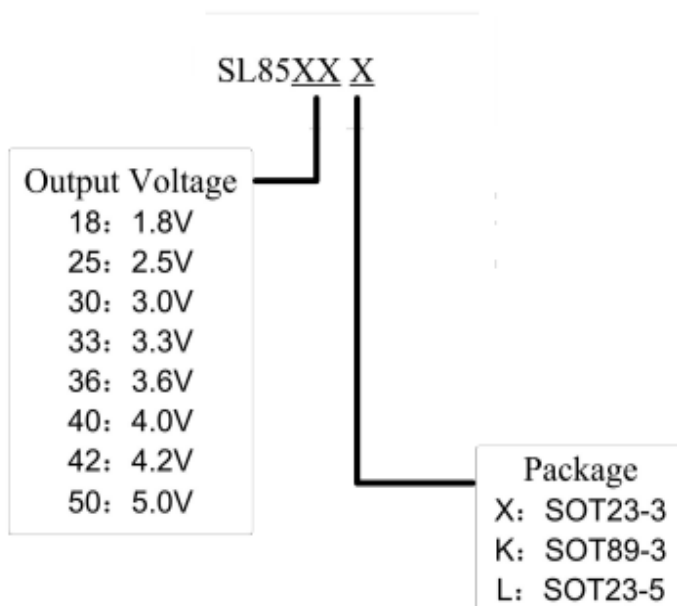 SL85XX X
Output Voltage
18：1.8V
25：2.5V
30：3.0V
33：3.3V
36：3.6V
40：4.0V
42：4.2V
50：5.0V
Package
X：SOT23-3
K：SOT89-3
L：SOT23-5